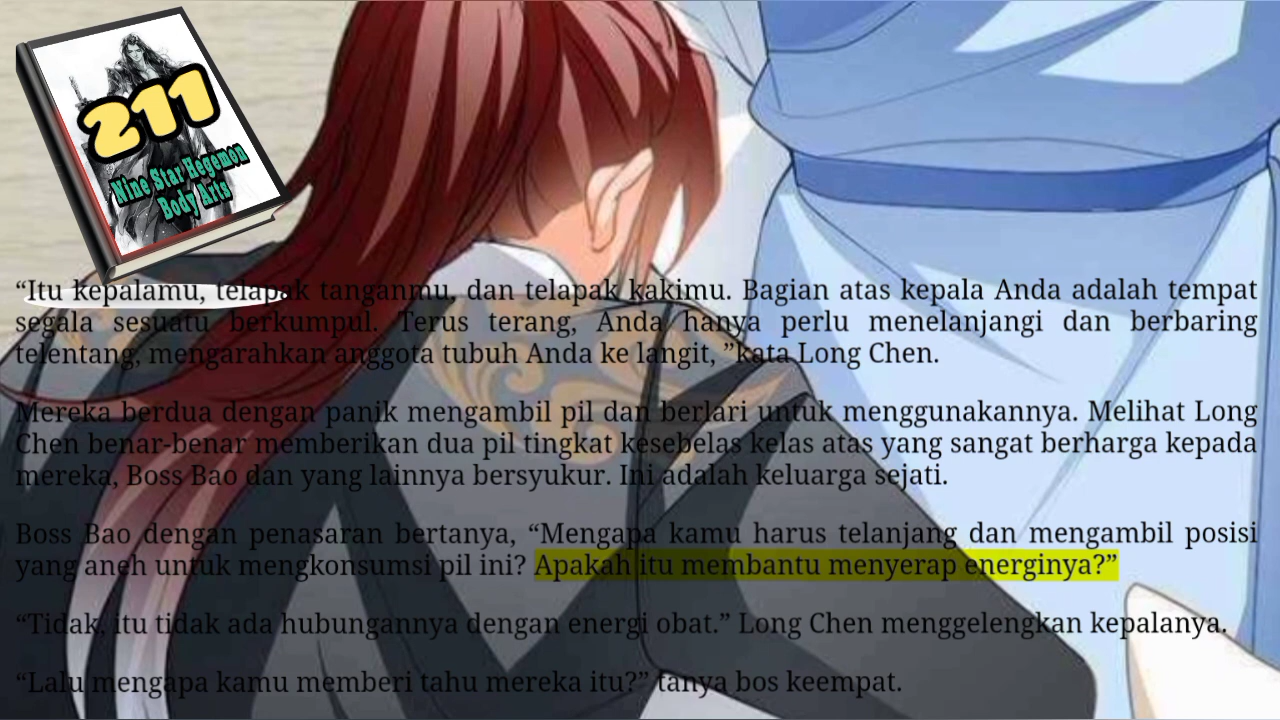 211
Nine Star Hegemon
Body Arts
“Itu kepalamu, telapak tanganmu, dan telapak kakimu. Bagian atas kepala Anda adalah tempat
segala sesuatu berkumpul. Terus terang, Anda hanya perlu menelanjangi dan berbaring
telentang, mengarahkan anggota tubuh Anda ke langit, ”kata Long Chen.
Mereka berdua dengan panik mengambil pil dan berlari untuk menggunakannya. Melihat Long
Chen benar-benar memberikan dua pil tingkat kesebelas kelas atas yang sangat berharga kepada
mereka, Boss Bao dan yang lainnya bersyukur. Ini adalah keluarga sejati.
Boss Bao dengan penasaran bertanya, “Mengapa kamu harus telanjang dan mengambil posisi
yang aneh untuk mengkonsumsi pil ini? Apakah itu membantu menyerap energinya?”
“Tidak, itu tidak ada hubungannya dengan energi obat.” Long Chen menggelengkan kepalanya.
“Lalu mengapa kamu memberi tahu mereka itu?” tanya bos keempat.